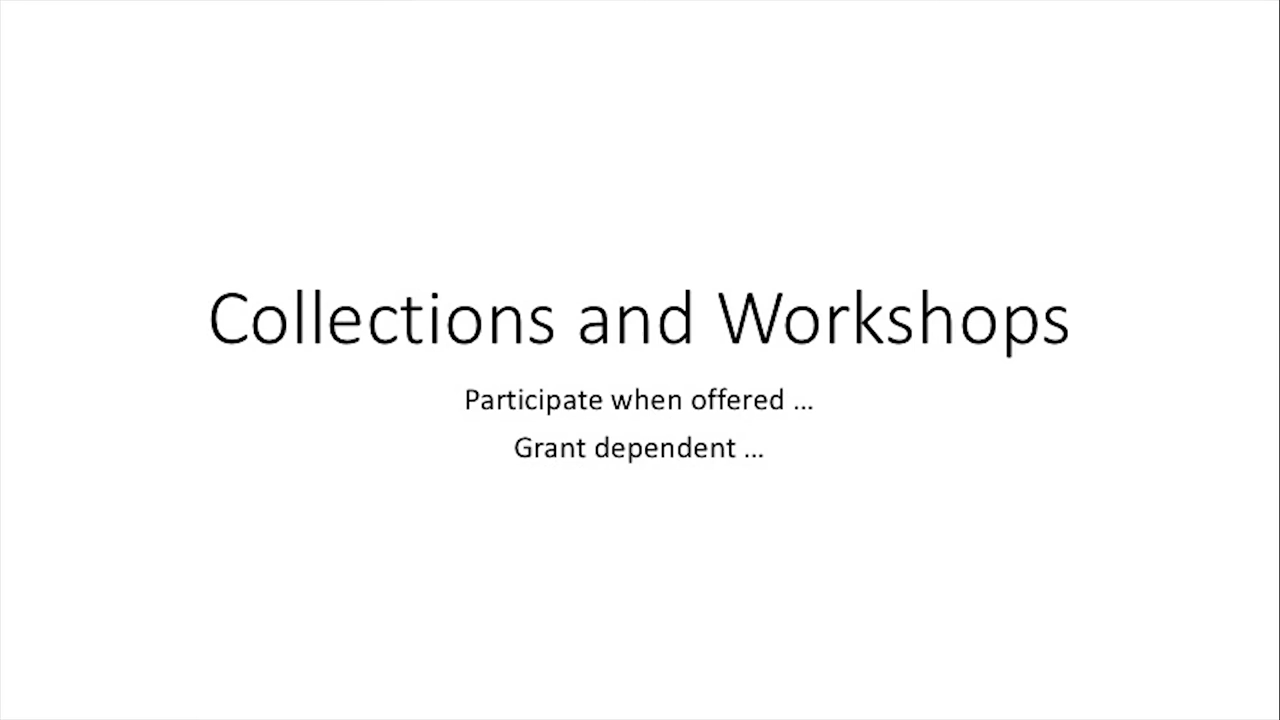 Collections and Workshops
Participate when offered ...
Grant dependent ...